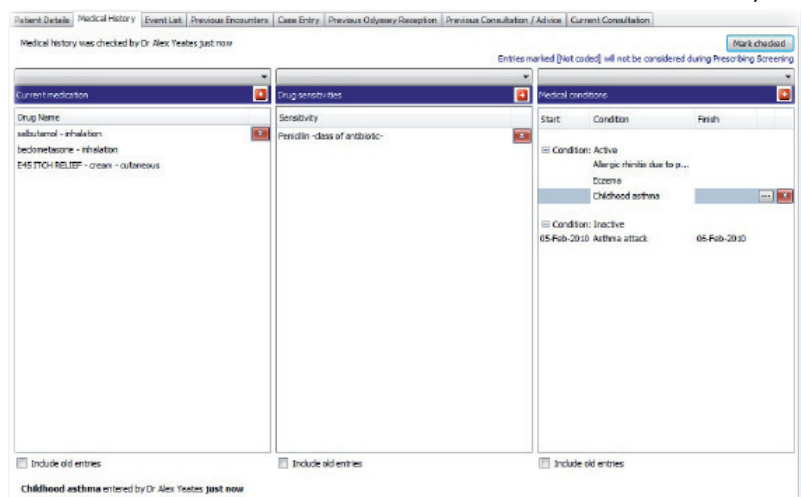 Patient Details Medical History Event List Previous Encounters Case Entry Previous Odyssey Reception Previous Consultation / Advice Current Consultation
Medical history was checked by Dr Alex Yeates just now
Mark checked
Entries marked [Not coded] will not be considered during Prescribing Screening
Current medication
Drug Name
salbutamol - inhalation
beclometasone - inhalation
E45 ITCH RELIEF - cream - cutaneous
Include old entries
Drug sensitivities
Sensitivity
Penicillin -class of antibiotic-
Include old entries
Medical conditions
Start Condition Finish
Condition: Active
Allergic rhinitis due to p...
Eczema
Childhood asthma
Condition: Inactive
05-Feb-2010 Asthma attack 06-Feb-2010
Include old entries
Childhood asthma entered by Dr Alex Yeates just now